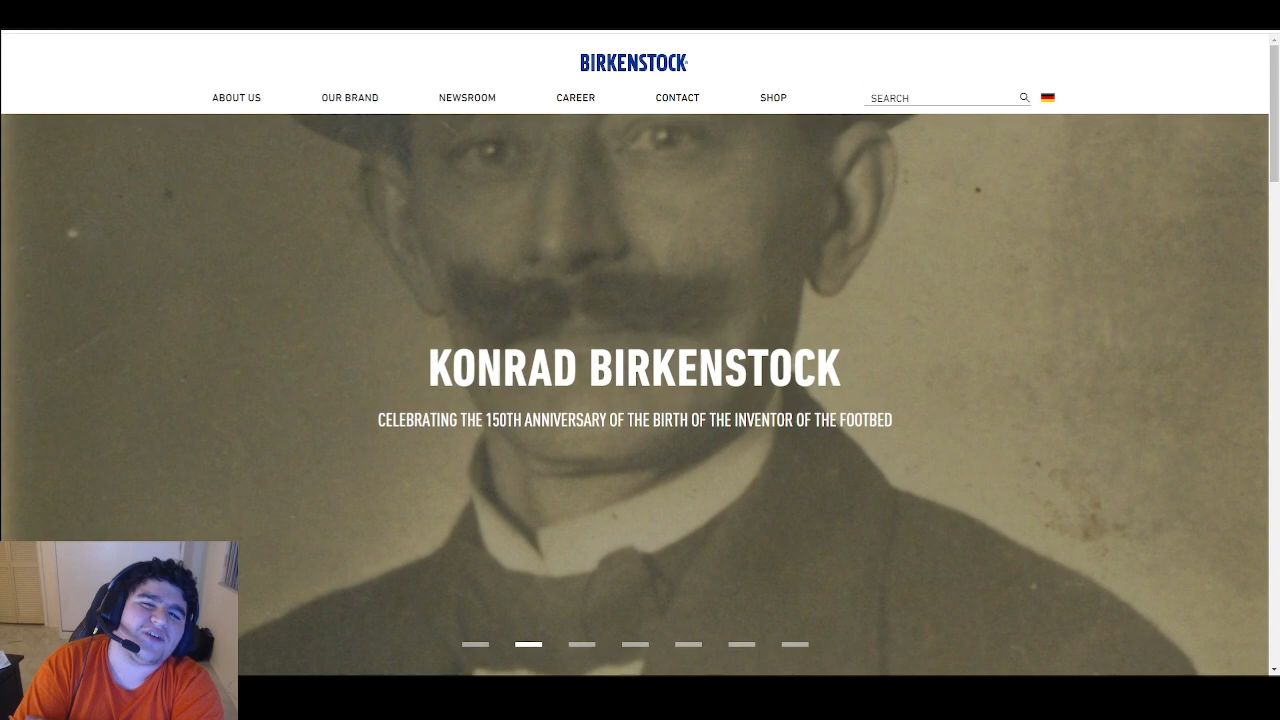 BIRKENSTOCK
ABOUT US OUR BRAND NEWSROOM CAREER CONTACT SHOP SEARCH
KONRAD BIRKENSTOCK
CELEBRATING THE 150TH ANNIVERSARY OF THE BIRTH OF THE INVENTOR OF THE FOOTBED